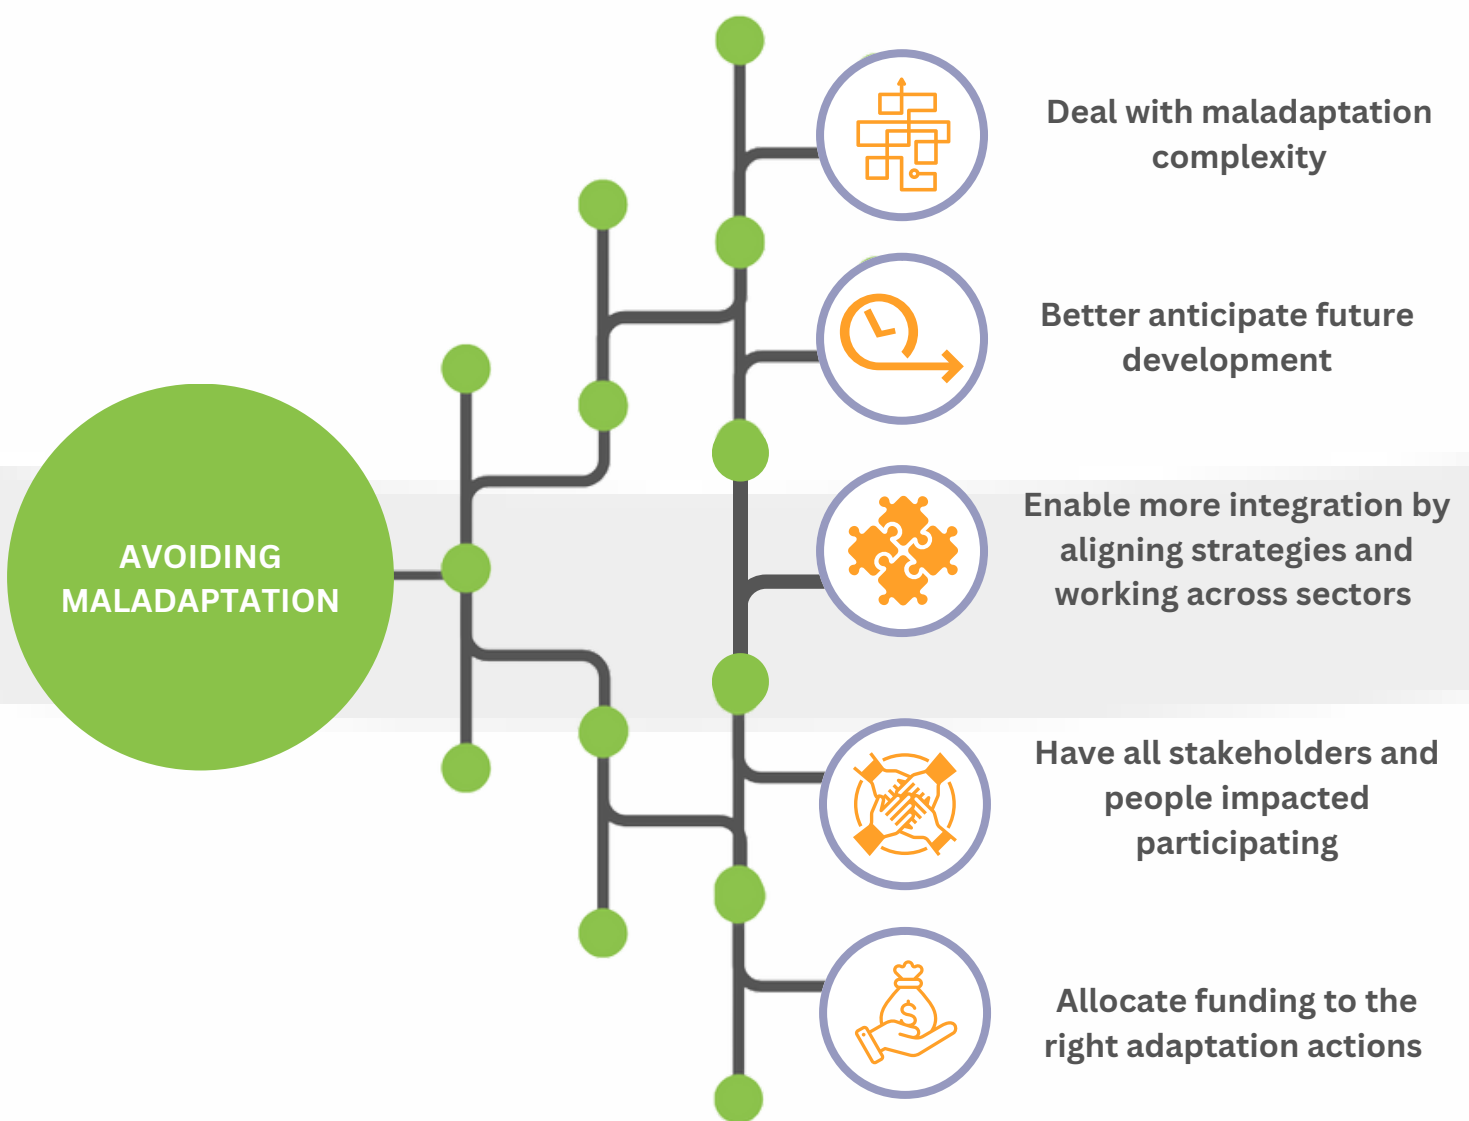 Deal with maladaptation
complexity
Better anticipate future
development
AVOIDING
MALADAPTATION
Enable more integration by
aligning strategies and
working across sectors
Have all stakeholders and
people impacted
participating
$
Allocate funding to the
right adaptation actions